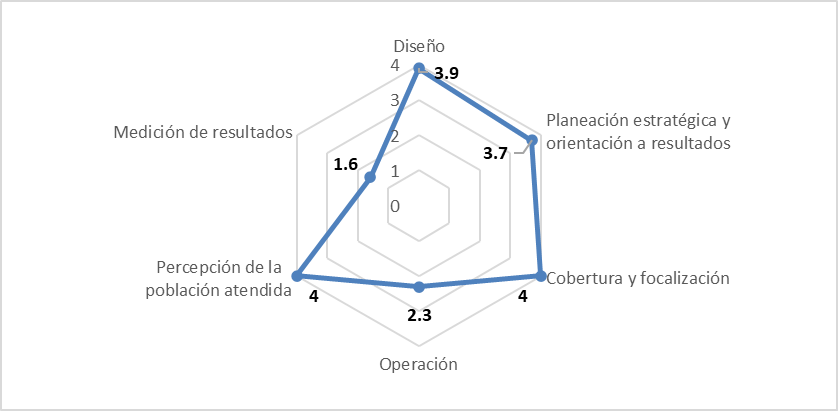 Diseño
4
3.9
3
Planeación estratégica y
orientación a resultados
Medición de resultados
2
3.7
1.6
1
0
Percepción de la
población atendida
Cobertura y focalización
4
4
2.3
Operación